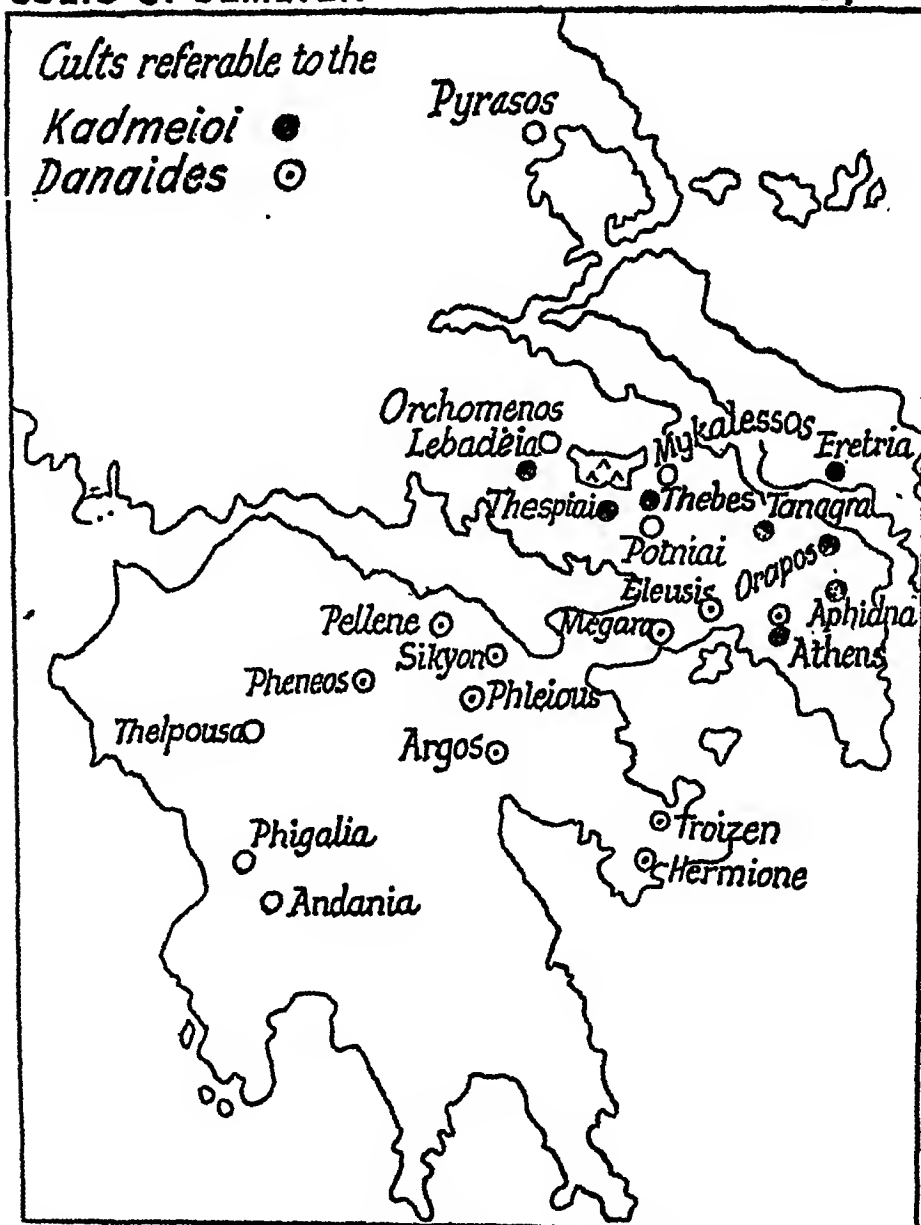 Cults referable to the
Kadmeioi
Danaides
Pyrasos
Orchomenos
Lebadeia
Mykalessos
Eretria
Thespiai
Thebes
Tanagra
Potniai
Orapos
Eleusis
Aphidna
Megara
Athens
Pellene
Sikyon
Pheneos
Phleious
Thelpousa
Argos
Troizen
Phigalia
Hermione
Andania